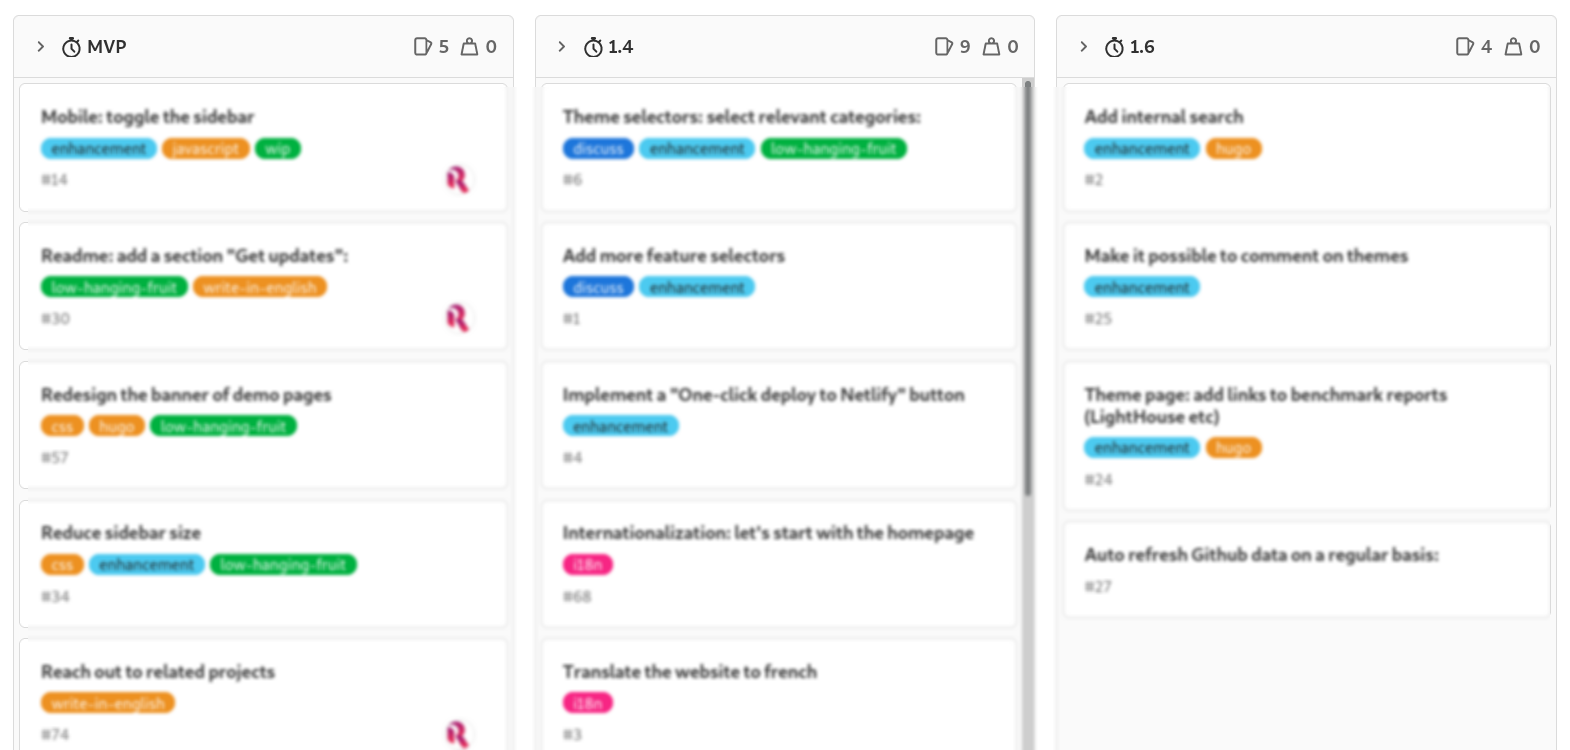 MVP 5 0
Mobile: toggle the sidebar
enhancement javascript wip
#14
Readme: add a section "Get updates":
low-hanging-fruit write-in-english
#30
Redesign the banner of demo pages
css hugo low-hanging-fruit
#57
Reduce sidebar size
css enhancement low-hanging-fruit
#34
Reach out to related projects
write-in-english
#74
1.4 9 0
Theme selectors: select relevant categories:
discuss enhancement low-hanging-fruit
#6
Add more feature selectors
discuss enhancement
#1
Implement a "One-click deploy to Netlify" button
enhancement
#4
Internationalization: let's start with the homepage
i18n
#68
Translate the website to french
i18n
#3
1.6 4 0
Add internal search
enhancement hugo
#2
Make it possible to comment on themes
enhancement
#25
Theme page: add links to benchmark reports
(LightHouse etc)
enhancement hugo
#24
Auto refresh Github data on a regular basis:
#27